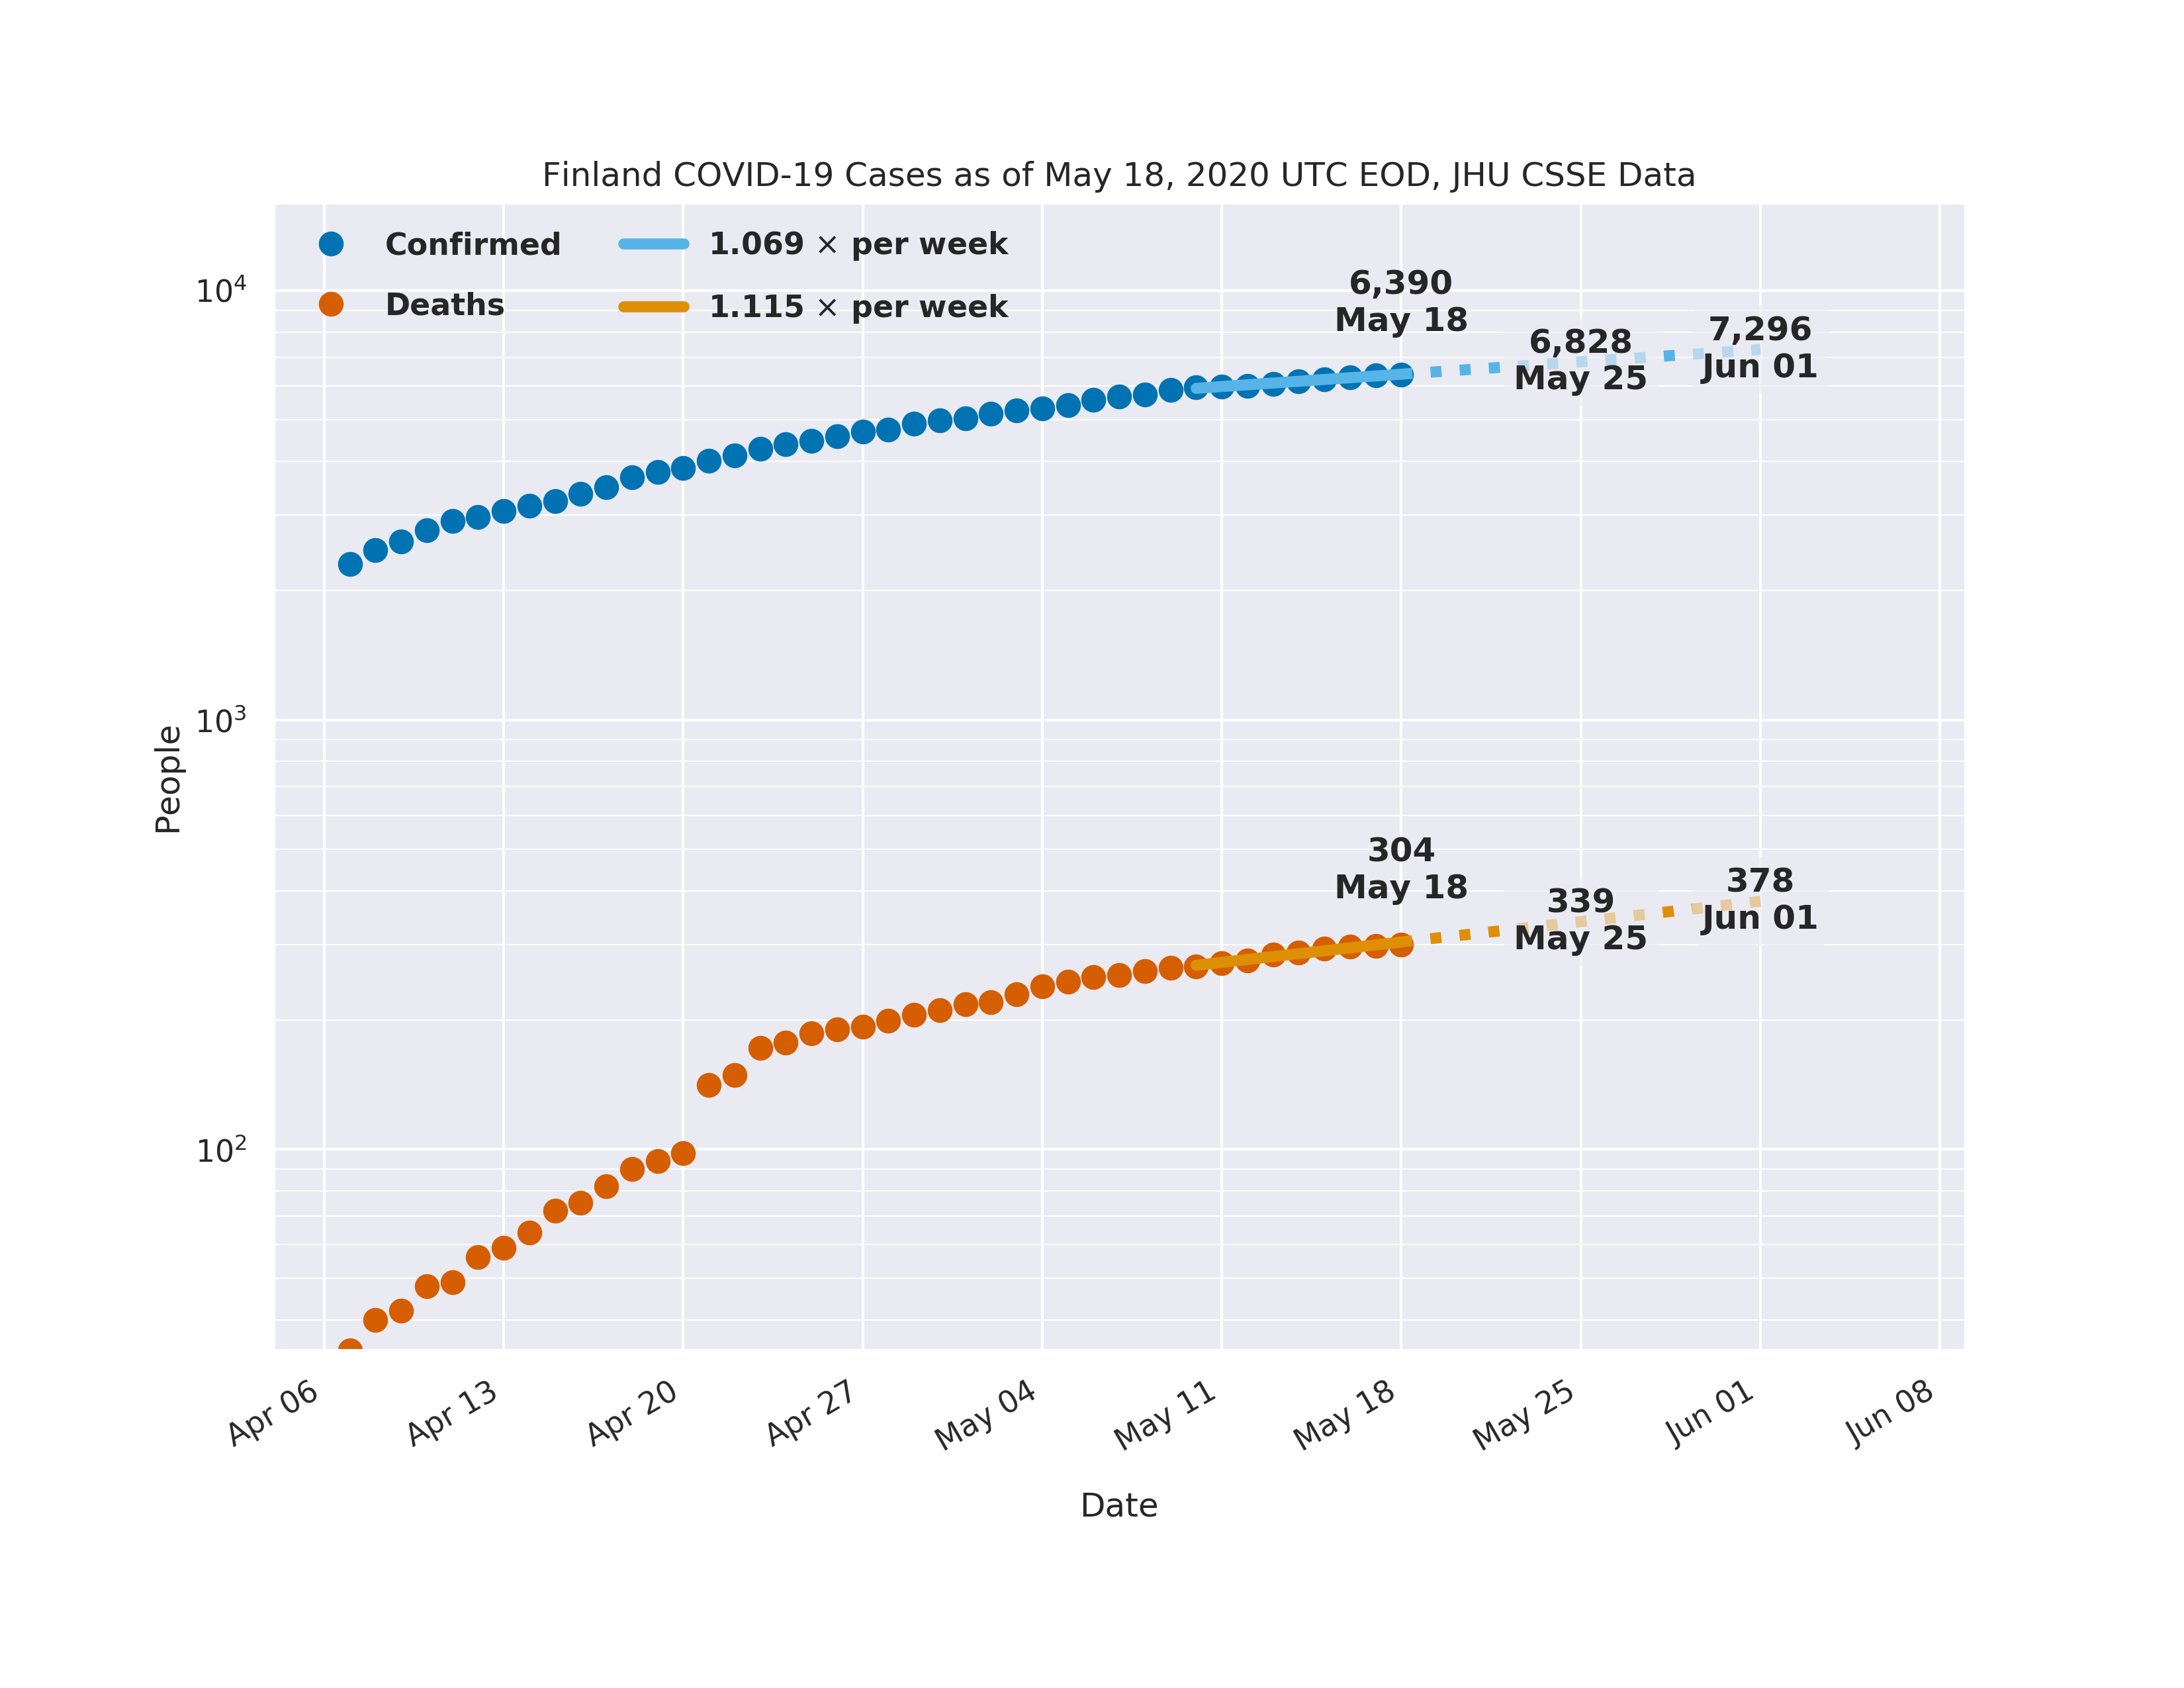 Finland COVID-19 Cases as of May 18, 2020 UTC EOD, JHU CSSE Data
Confirmed
Deaths
1.069 × per week
1.115 × per week
6,390
May 18
6,828
May 25
7,296
Jun 01
304
May 18
339
May 25
378
Jun 01
10⁴
10³
10²
People
Apr 06
Apr 13
Apr 20
Apr 27
May 04
May 11
May 18
May 25
Jun 01
Jun 08
Date